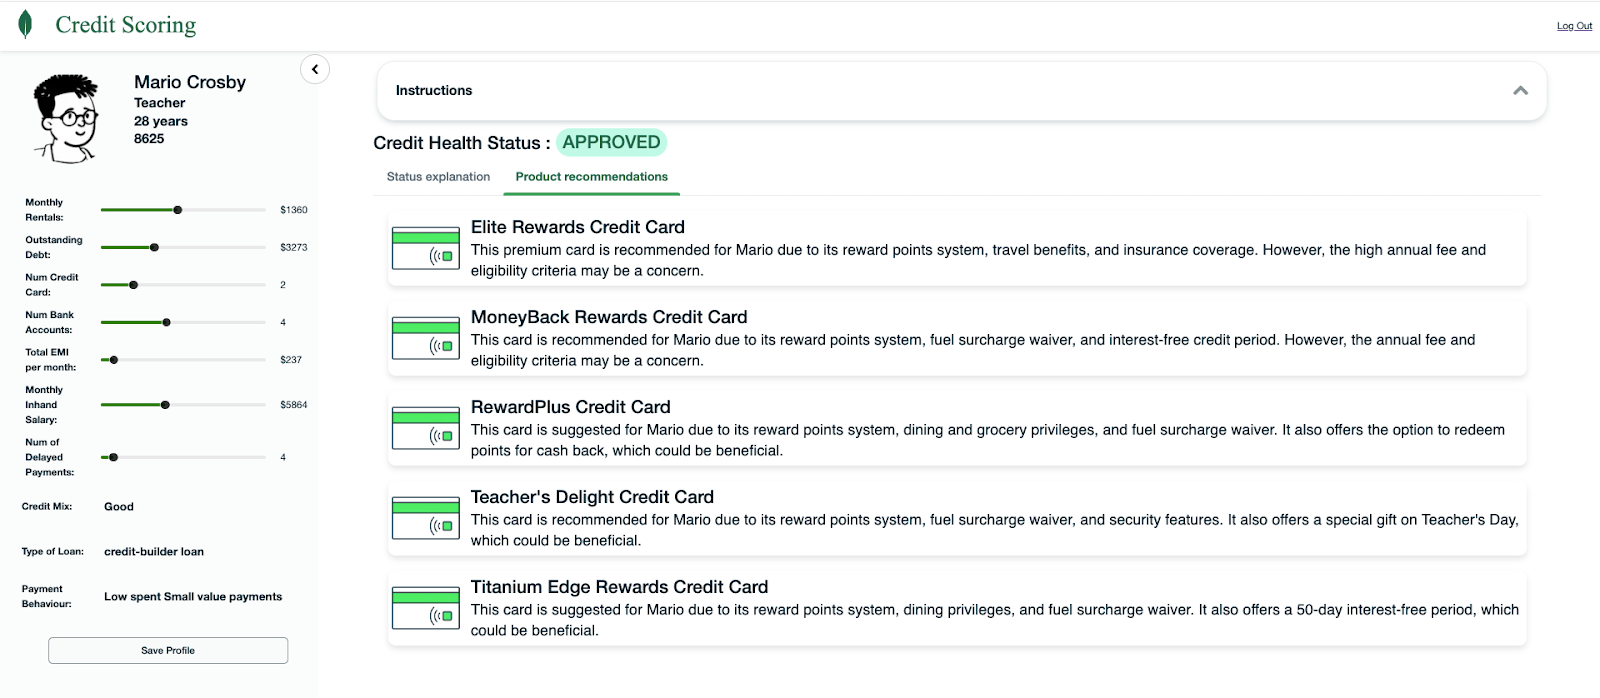 Credit Scoring
Log Out
Mario Crosby
Teacher
28 years
8625
Monthly
Rentals:
$1360
Outstanding
Debt:
$3273
Num Credit
Card:
2
Num Bank
Accounts:
4
Total EMI
per month:
$237
Monthly
Inhand
Salary:
$5864
Num of
Delayed
Payments:
4
Credit Mix: Good
Type of Loan: credit-builder loan
Payment
Behaviour:
Low spent Small value payments
Save Profile
Instructions
Credit Health Status : APPROVED
Status explanation Product recommendations
Elite Rewards Credit Card
This premium card is recommended for Mario due to its reward points system, travel benefits, and insurance coverage. However, the high annual fee and
eligibility criteria may be a concern.
MoneyBack Rewards Credit Card
This card is recommended for Mario due to its reward points system, fuel surcharge waiver, and interest-free credit period. However, the annual fee and
eligibility criteria may be a concern.
RewardPlus Credit Card
This card is suggested for Mario due to its reward points system, dining and grocery privileges, and fuel surcharge waiver. It also offers the option to redeem
points for cash back, which could be beneficial.
Teacher's Delight Credit Card
This card is recommended for Mario due to its reward points system, fuel surcharge waiver, and security features. It also offers a special gift on Teacher's Day,
which could be beneficial.
Titanium Edge Rewards Credit Card
This card is suggested for Mario due to its reward points system, dining privileges, and fuel surcharge waiver. It also offers a 50-day interest-free period, which
could be beneficial.